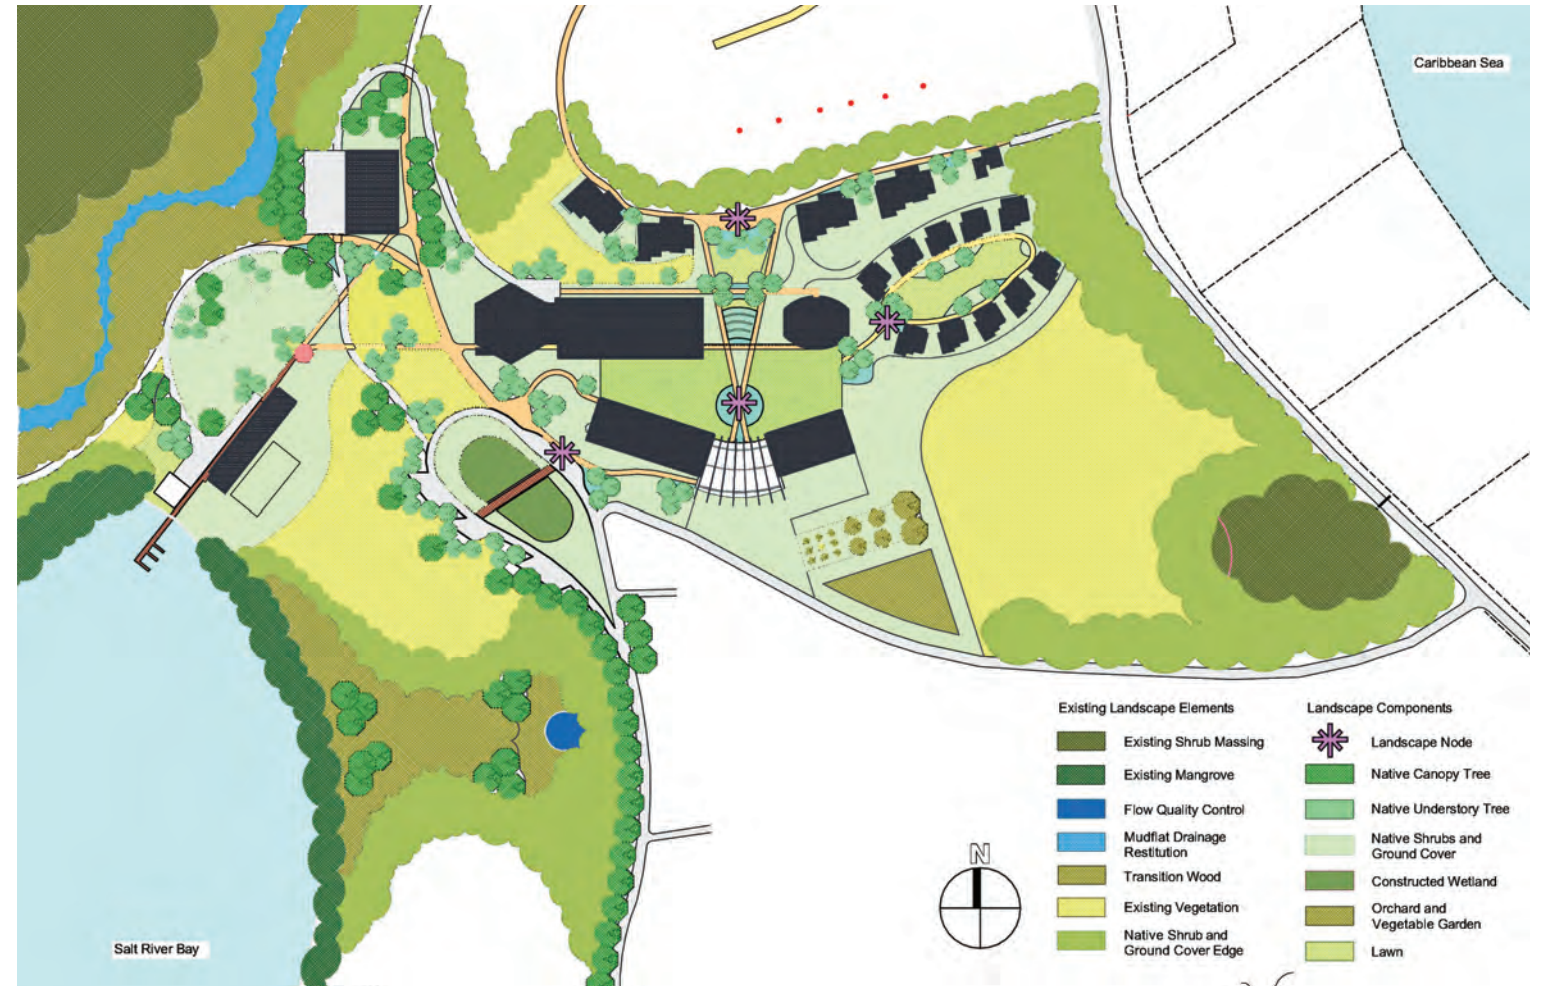 Caribbean Sea
Salt River Bay
N
Existing Landscape Elements
Existing Shrub Massing
Existing Mangrove
Flow Quality Control
Mudflat Drainage
Restitution
Transition Wood
Existing Vegetation
Native Shrub and
Ground Cover Edge
Landscape Components
Landscape Node
Native Canopy Tree
Native Understory Tree
Native Shrubs and
Ground Cover
Constructed Wetland
Orchard and
Vegetable Garden
Lawn